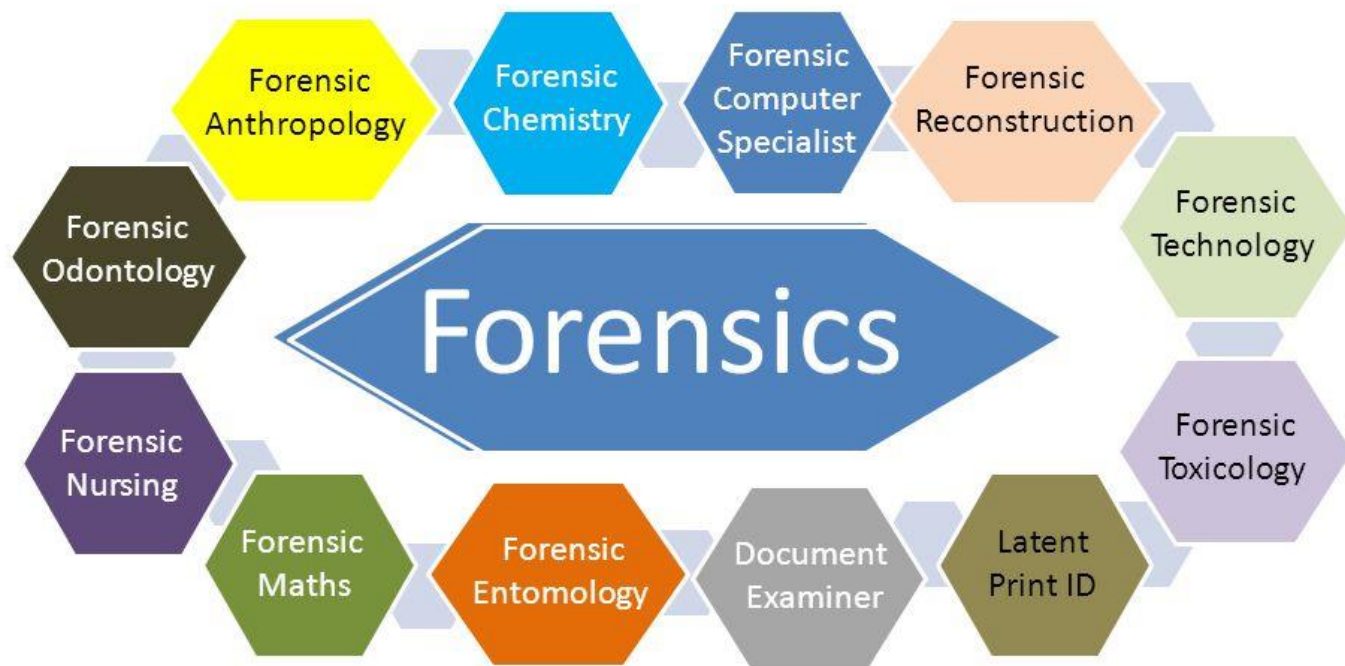 Forensic
Anthropology
Forensic
Chemistry
Forensic
Computer
Specialist
Forensic
Reconstruction
Forensic
Odontology
Forensic
Technology
Forensics
Forensic
Nursing
Forensic
Toxicology
Forensic
Maths
Forensic
Entomology
Document
Examiner
Latent
Print ID